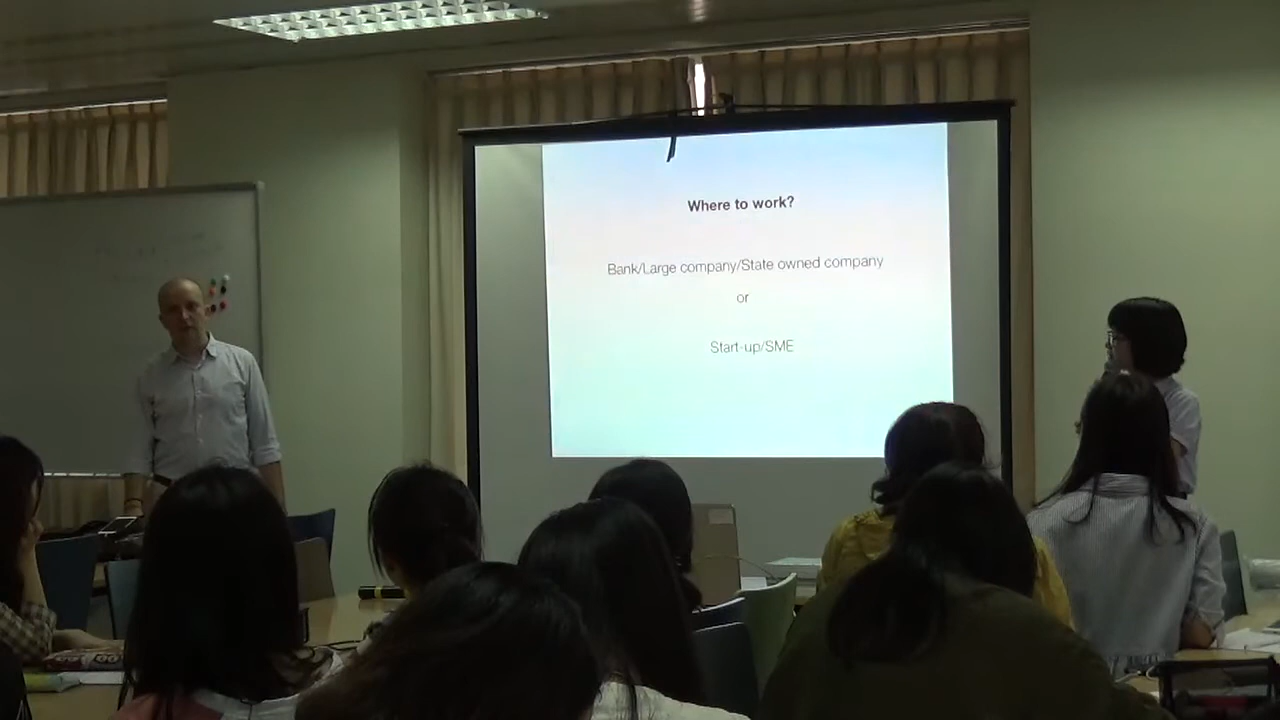 Where to work?
Bank/Large company/State owned company
or
Start-up/SME